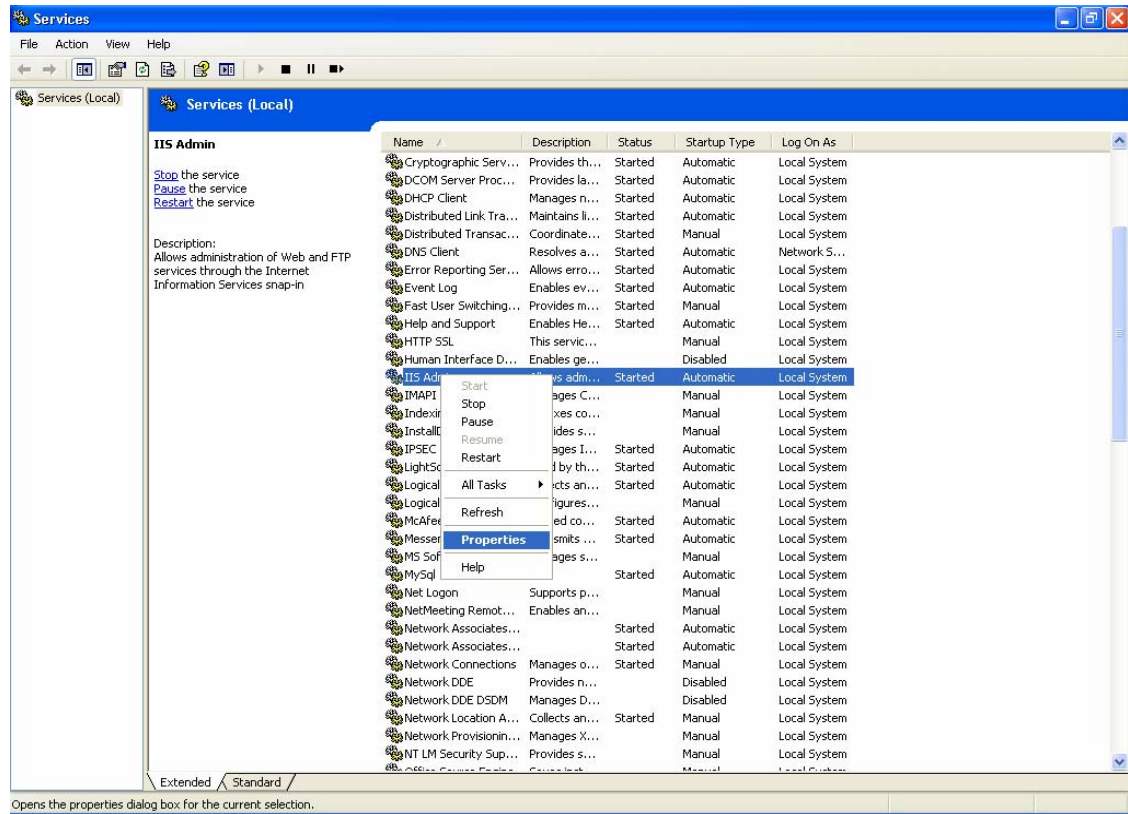 Services
File Action View Help
Services (Local)
Services (Local)
IIS Admin
Stop the service
Pause the service
Restart the service
Description:
Allows administration of Web and FTP
services through the Internet
Information Services snap-in
Name Description Status Startup Type Log On As
Cryptographic Serv... Provides th... Started Automatic Local System
DCOM Server Proc... Provides la... Started Automatic Local System
DHCP Client Manages n... Started Automatic Local System
Distributed Link Tra... Maintains li... Started Automatic Local System
Distributed Transac... Coordinate... Started Manual Local System
DNS Client Resolves a... Started Automatic Network S...
Error Reporting Ser... Allows erro... Started Automatic Local System
Event Log Enables ev... Started Automatic Local System
Fast User Switching... Provides m... Started Manual Local System
Help and Support Enables He... Started Automatic Local System
HTTP SSL This servic... Manual Local System
Human Interface D... Enables ge... Disabled Local System
IIS Adm... Started Automatic Local System
IMAPI ages C... Manual Local System
Indexin xes co... Manual Local System
InstallD ides s... Manual Local System
IPSEC ages I... Started Automatic Local System
LightSc d by th... Started Automatic Local System
Logical cts an... Started Automatic Local System
Logical igures... Manual Local System
McAfee ed co... Started Automatic Local System
Messen smits ... Started Automatic Local System
MS Sof ages s... Manual Local System
MySql Started Automatic Local System
Net Logon Supports p... Manual Local System
NetMeeting Remot... Enables an... Manual Local System
Network Associates... Started Automatic Local System
Network Associates... Started Automatic Local System
Network Connections Manages o... Started Manual Local System
Network DDE Provides n... Disabled Local System
Network DDE DSDM Manages D... Disabled Local System
Network Location A... Collects an... Started Manual Local System
Network Provisionin... Manages X... Manual Local System
NT LM Security Sup... Provides s... Manual Local System
Start
Stop
Pause
Resume
Restart
All Tasks
Refresh
Properties
Help
Extended Standard
Opens the properties dialog box for the current selection.